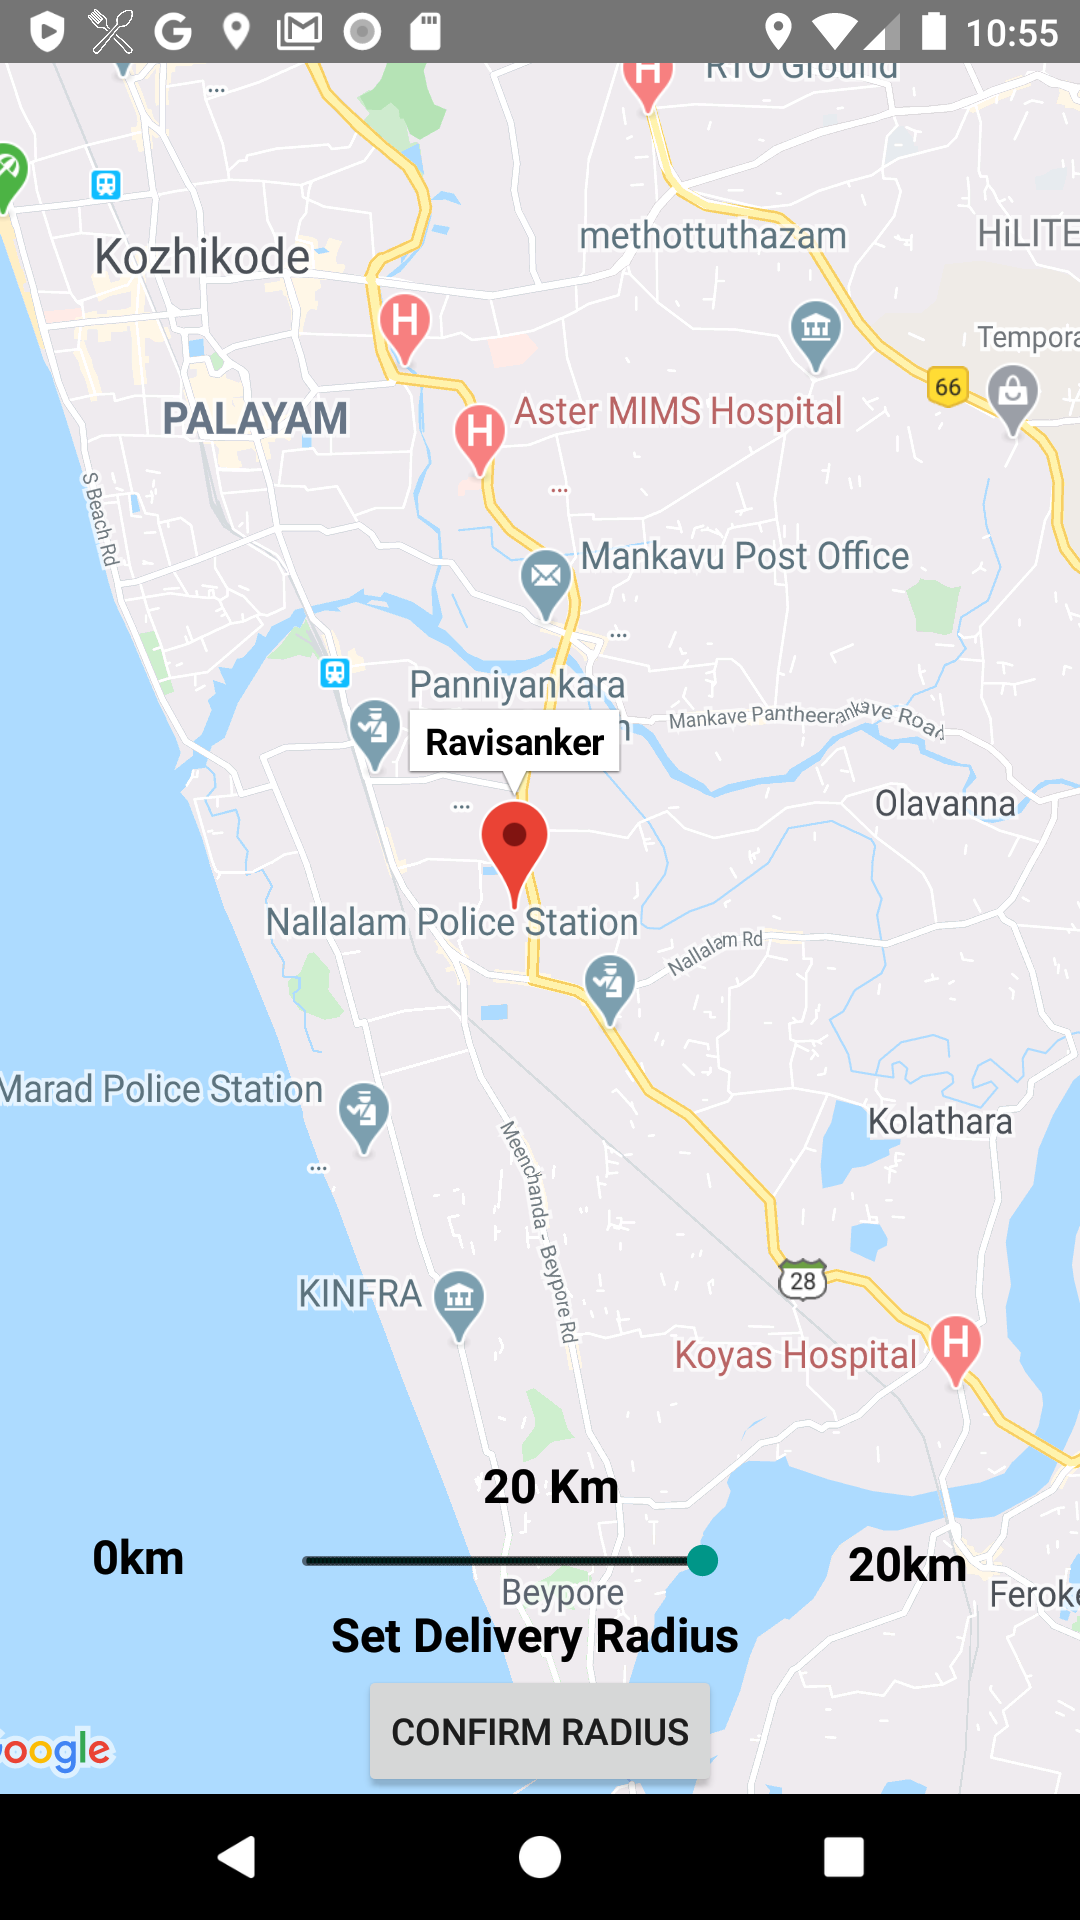 10:55
RTO Ground
methottuthazam
HiLITE
Kozhikode
Tempora
66
PALAYAM
Aster MIMS Hospital
S Beach Rd
Mankavu Post Office
Panniyankara
Mankave Pantheerankave Road
Ravisanker
Olavanna
Nallalam Police Station
Nallalam Rd
Marad Police Station
Kolathara
Meenchanda - Beypore Rd
28
KINFRA
Koyas Hospital
20 Km
0km
20km
Beypore
Feroke
Set Delivery Radius
CONFIRM RADIUS
Google